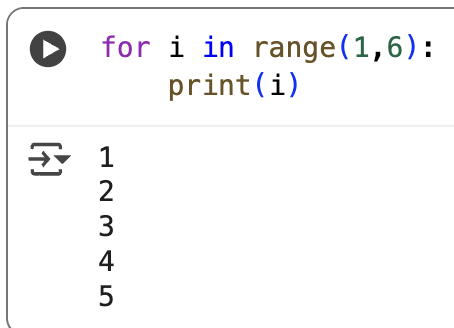 for i in range(1,6):
    print(i)
1
2
3
4
5